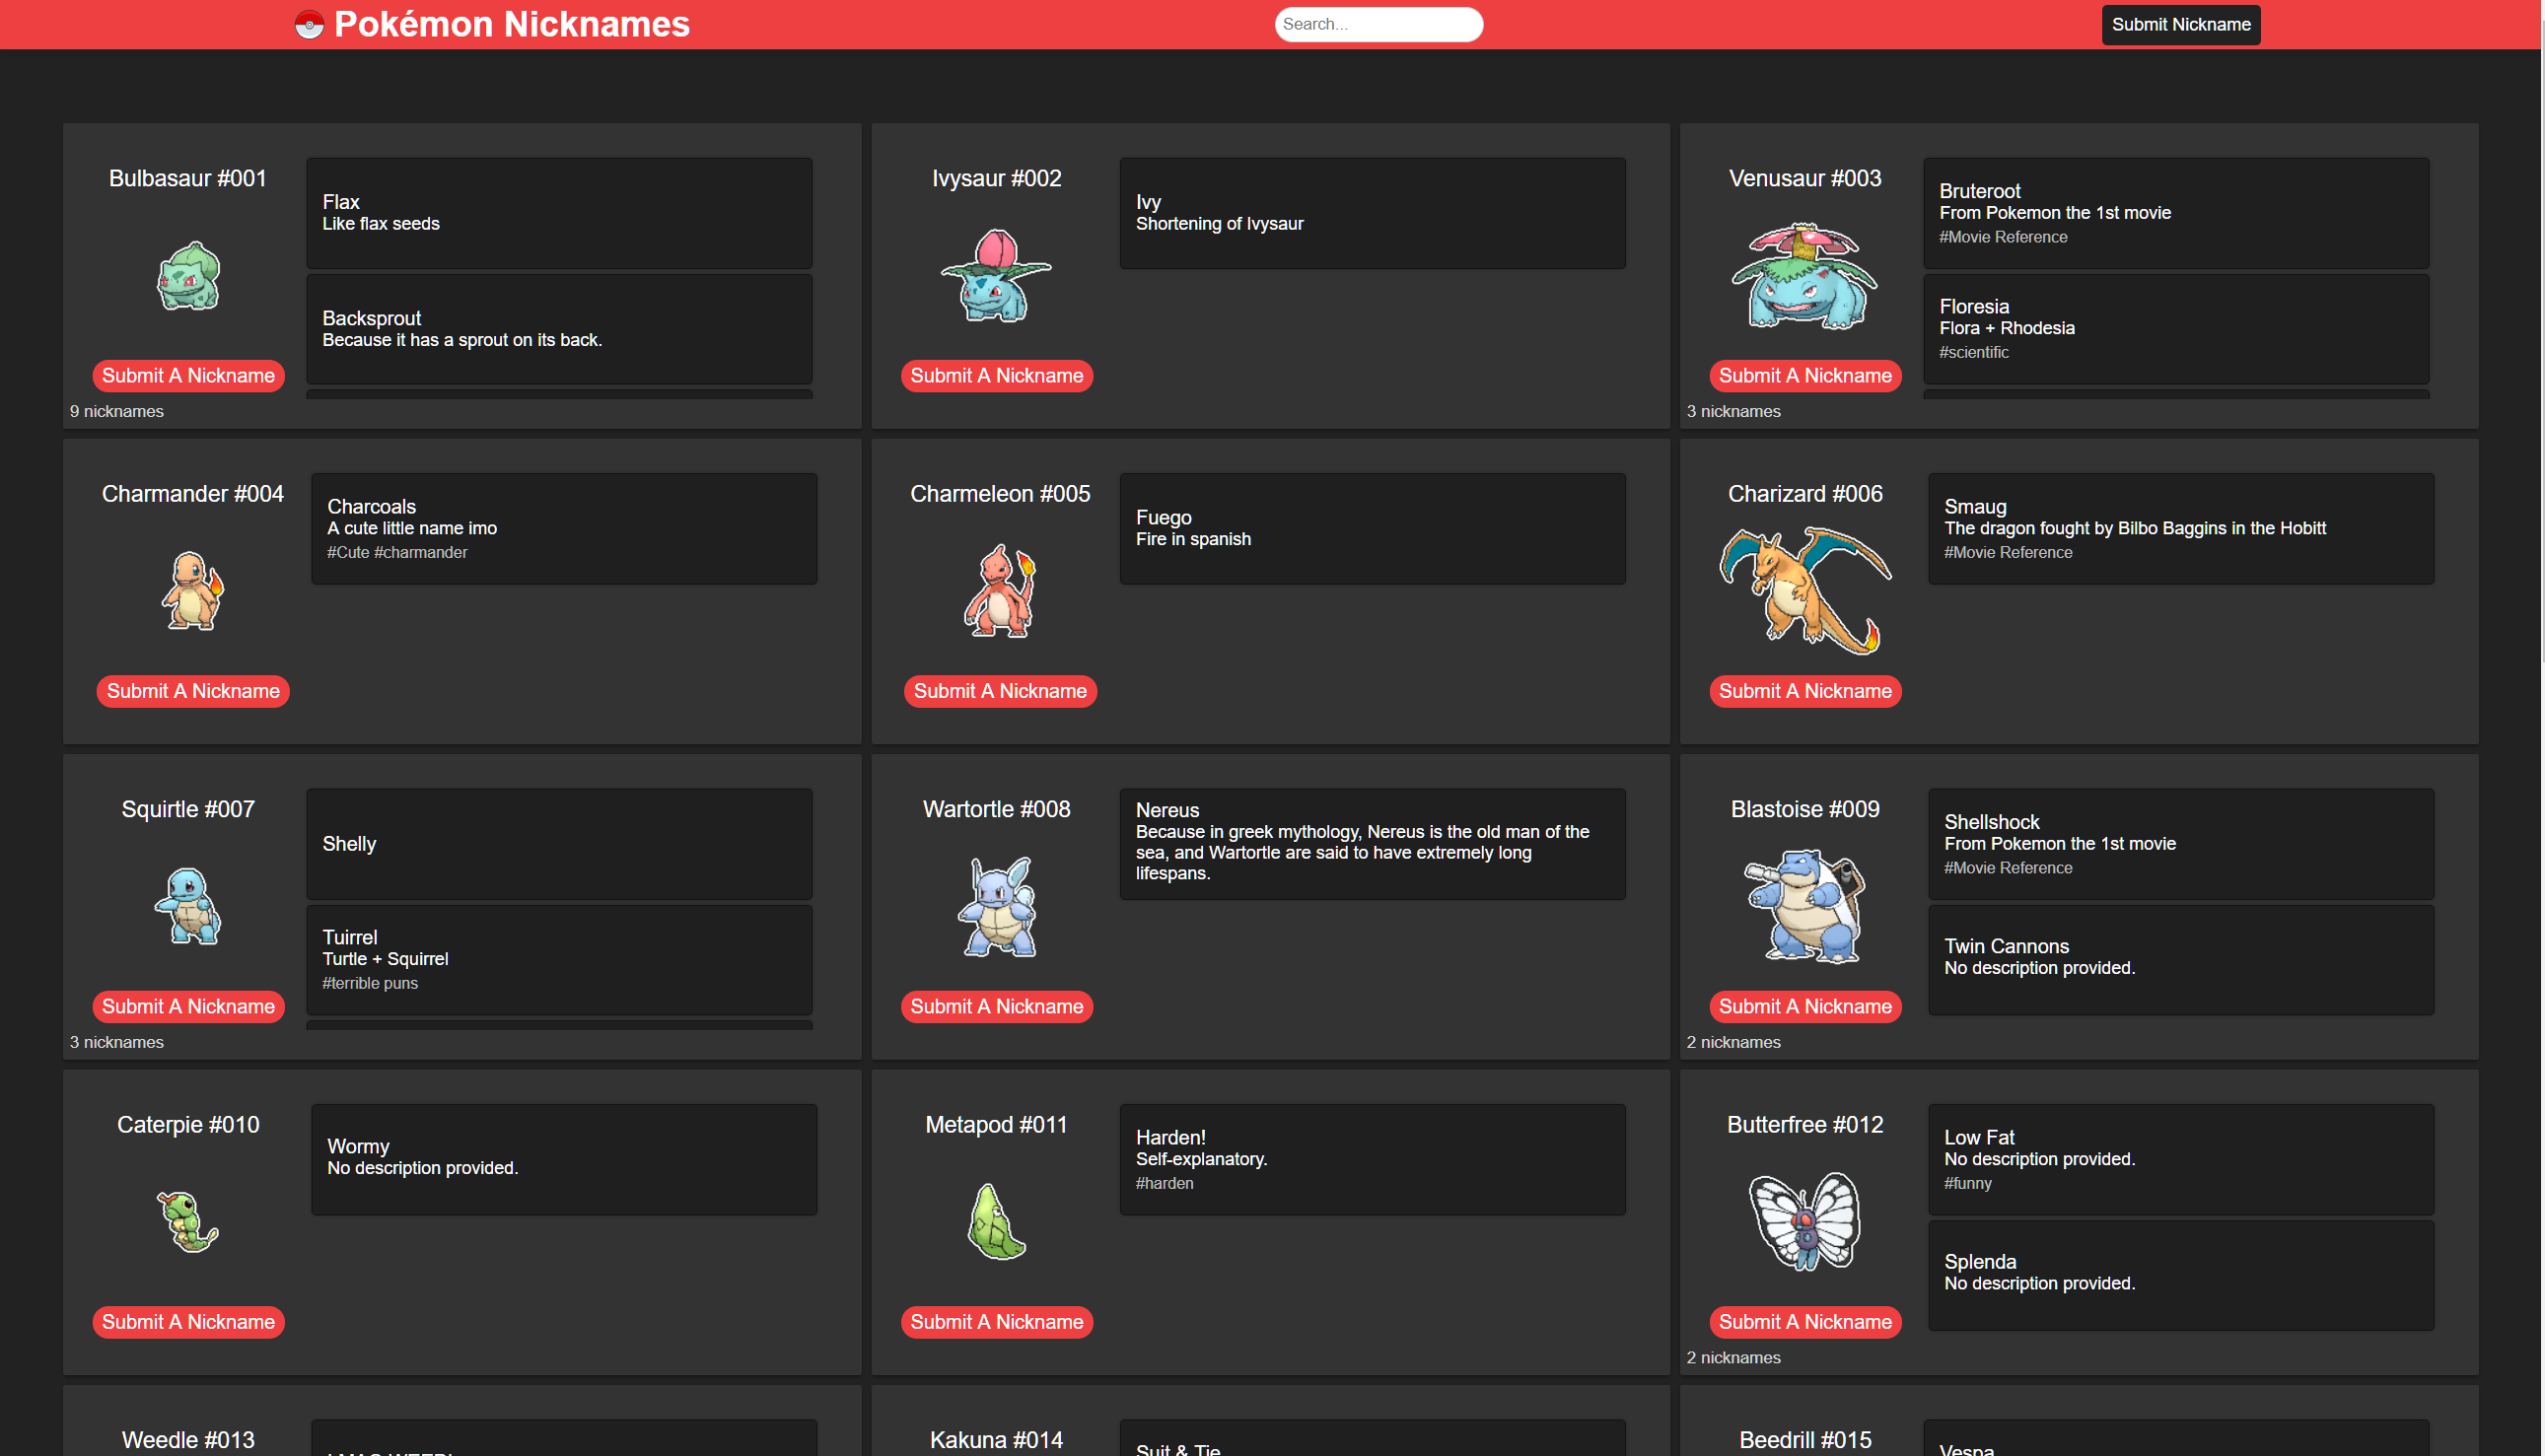 Pokémon Nicknames
Search...
Submit Nickname
Bulbasaur #001
Flax
Like flax seeds
Backsprout
Because it has a sprout on its back.
Submit A Nickname
9 nicknames
Ivysaur #002
Ivy
Shortening of Ivysaur
Submit A Nickname
Venusaur #003
Bruteroot
From Pokemon the 1st movie
#Movie Reference
Floresia
Flora + Rhodesia
#scientific
Submit A Nickname
3 nicknames
Charmander #004
Charcoals
A cute little name imo
#Cute #charmander
Submit A Nickname
Charmeleon #005
Fuego
Fire in spanish
Submit A Nickname
Charizard #006
Smaug
The dragon fought by Bilbo Baggins in the Hobitt
#Movie Reference
Submit A Nickname
Squirtle #007
Shelly
Tuirrel
Turtle + Squirrel
#terrible puns
Submit A Nickname
3 nicknames
Wartortle #008
Nereus
Because in greek mythology, Nereus is the old man of the
sea, and Wartortle are said to have extremely long
lifespans.
Submit A Nickname
Blastoise #009
Shellshock
From Pokemon the 1st movie
#Movie Reference
Twin Cannons
No description provided.
Submit A Nickname
2 nicknames
Caterpie #010
Wormy
No description provided.
Submit A Nickname
Metapod #011
Harden!
Self-explanatory.
#harden
Submit A Nickname
Butterfree #012
Low Fat
No description provided.
#funny
Splenda
No description provided.
Submit A Nickname
2 nicknames
Weedle #013
Kakuna #014
Suit & Tie
Beedrill #015
Vespa